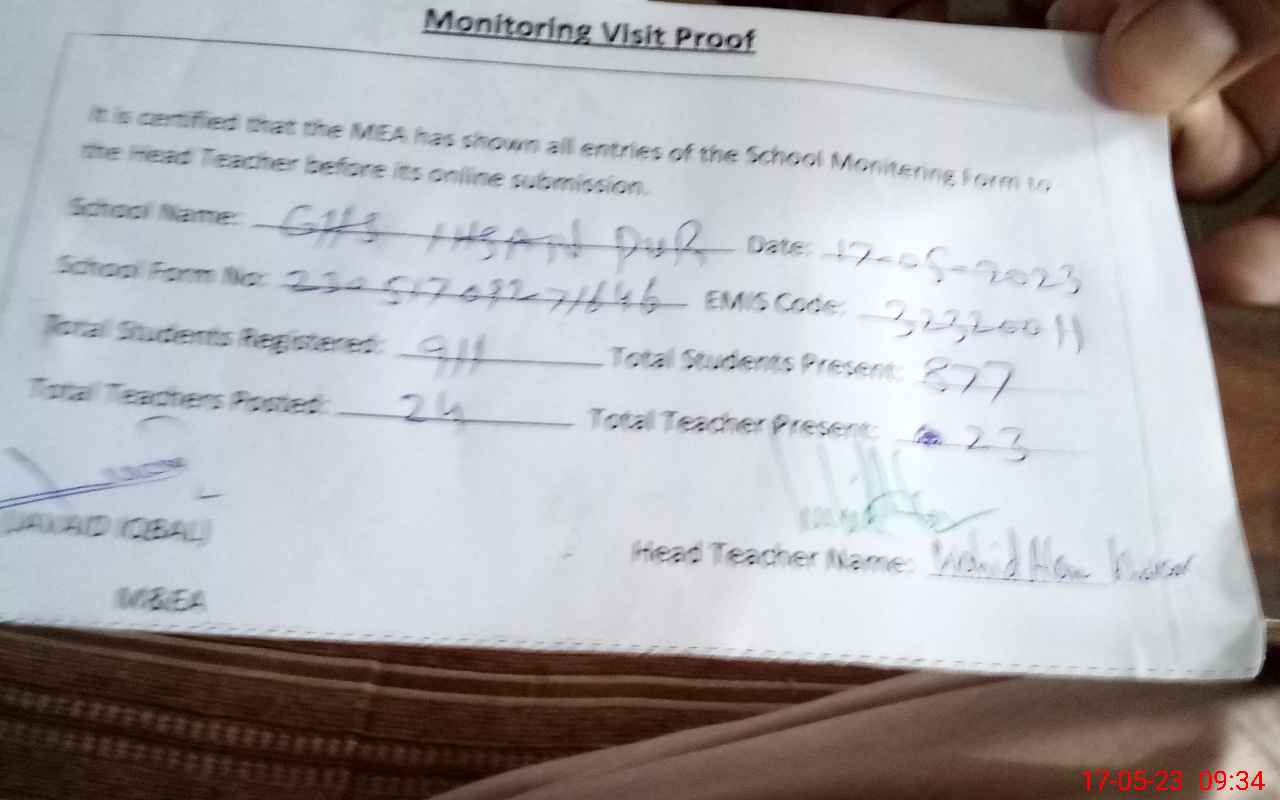 Monitoring Visit Proof
It is certified that the MEA has shown all entries of the School Monitering Form to
the Head Teacher before its online submission.
School Name: GHS IHSAN PUR Date: 17-05-2023
School Form No: EMIS Code: 32320011
Total Students Registered: 911 Total Students Present: 877
Total Teachers Posted: 24 Total Teacher Present: 23
(JAVAID IQBAL)
Head Teacher Name:
M&EA
17-05-23 09:34